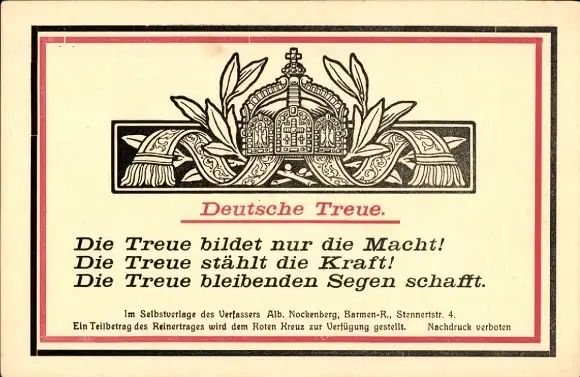 Deutsche Treue.
Die Treue bildet nur die Macht!
Die Treue stählt die Kraft!
Die Treue bleibenden Segen schafft.
Im Selbstverlage des Verfassers Alb. Nockenberg, Barmen-R., Stennertstr. 4.
Ein Teilbetrag des Reinertrages wird dem Roten Kreuz zur Verfügung gestellt. Nachdruck verboten